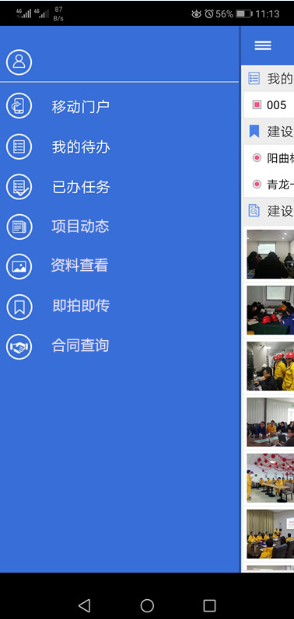 4G 4G 87 B/s 56% 11:13
移动门户
我的待办
已办任务
项目动态
资料查看
即拍即传
合同查询
我的
005
建设
阳曲
青龙
建设